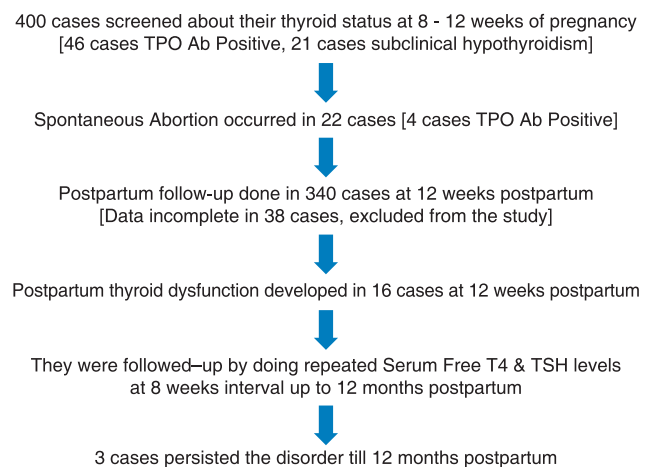 400 cases screened about their thyroid status at 8 - 12 weeks of pregnancy
[46 cases TPO Ab Positive, 21 cases subclinical hypothyroidism]
Spontaneous Abortion occurred in 22 cases [4 cases TPO Ab Positive]
Postpartum follow-up done in 340 cases at 12 weeks postpartum
[Data incomplete in 38 cases, excluded from the study]
Postpartum thyroid dysfunction developed in 16 cases at 12 weeks postpartum
They were followed–up by doing repeated Serum Free T4 & TSH levels
at 8 weeks interval up to 12 months postpartum
3 cases persisted the disorder till 12 months postpartum